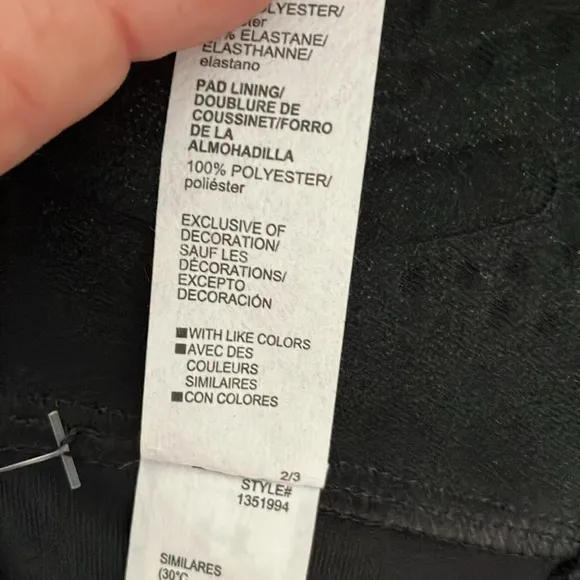 POLYESTER/
ELASTANE/
ELASTHANNE/
elastano
PAD LINING/
DOUBLURE DE
COUSSINET/FORRO
DE LA
ALMOHADILLA
100% POLYESTER/
poliéster
EXCLUSIVE OF
DECORATION/
SAUF LES
DÉCORATIONS/
EXCEPTO
DECORACIÓN
WITH LIKE COLORS
AVEC DES
COULEURS
SIMILAIRES
CON COLORES
2/3
STYLE#
1351994
SIMILARES
(30°C